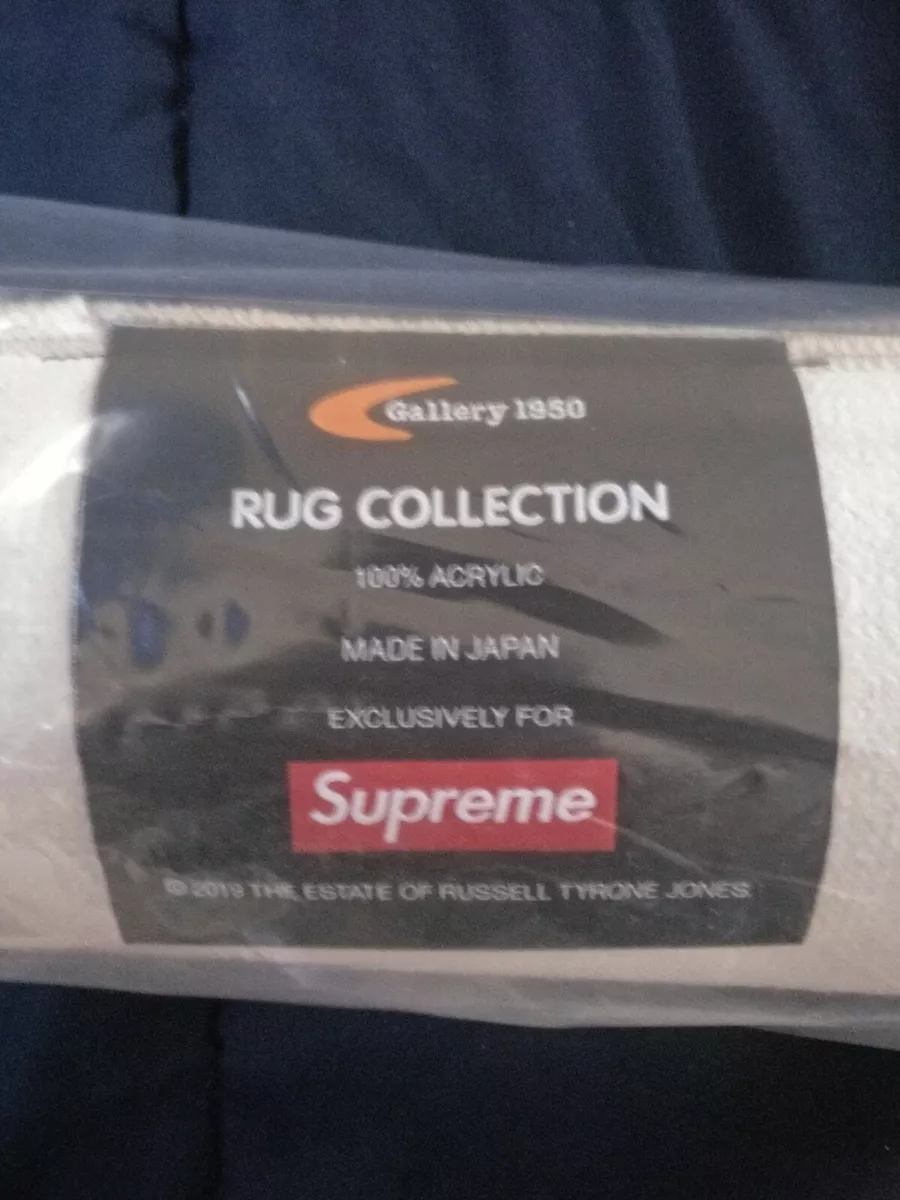 Gallery 1950
RUG COLLECTION
100% ACRYLIC
MADE IN JAPAN
EXCLUSIVELY FOR
Supreme
© 2019 THE ESTATE OF RUSSELL TYRONE JONES